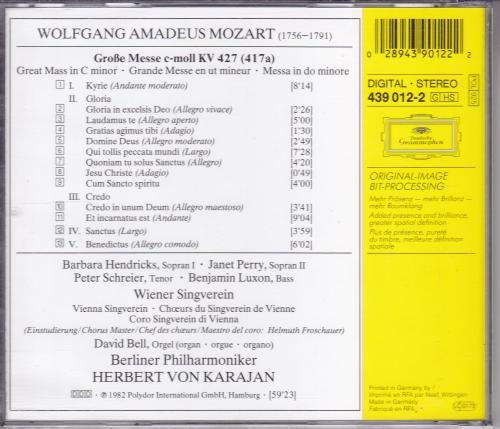 WOLFGANG AMADEUS MOZART (1756–1791)
Große Messe c-moll KV 427 (417a)
Great Mass in C minor · Grande Messe en ut mineur · Messa in do minore
1 I. Kyrie (Andante moderato) [8'14]
II. Gloria
2 Gloria in excelsis Deo (Allegro vivace) [2'26]
3 Laudamus te (Allegro aperto) [5'00]
4 Gratias agimus tibi (Adagio) [1'30]
5 Domine Deus (Allegro moderato) [2'49]
6 Qui tollis peccata mundi (Largo) [7'28]
7 Quoniam tu solus Sanctus (Allegro) [4'20]
8 Jesu Christe (Adagio) [0'49]
9 Cum Sancto spiritu [4'00]
III. Credo
10 Credo in unum Deum (Allegro maestoso) [3'41]
11 Et incarnatus est (Andante) [9'04]
12 IV. Sanctus (Largo) [3'59]
13 V. Benedictus (Allegro comodo) [6'02]
Barbara Hendricks, Sopran I · Janet Perry, Sopran II
Peter Schreier, Tenor · Benjamin Luxon, Bass
Wiener Singverein
Vienna Singverein · Chœurs du Singverein de Vienne
Coro Singverein di Vienna
(Einstudierung/Chorus Master/Chef des chœurs/Maestro del coro: Helmuth Froschauer)
David Bell, Orgel (organ · orgue · organo)
Berliner Philharmoniker
HERBERT VON KARAJAN
DDD · ℗ 1982 Polydor International GmbH, Hamburg · [59'23]
0 28943 90122 2
DIGITAL · STEREO
439 012-2 G HS
Deutsche
Grammophon
ORIGINAL-IMAGE
BIT-PROCESSING
Mehr Präsenz – mehr Brillanz –
mehr Raumklang
Added presence and brilliance,
greater spatial definition
Plus de présence, pureté
du timbre, meilleure définition
spatiale
Printed in Germany by /
Imprimé en RFA par Neef, Wittingen
Made in Germany
Fabriqué en RFA